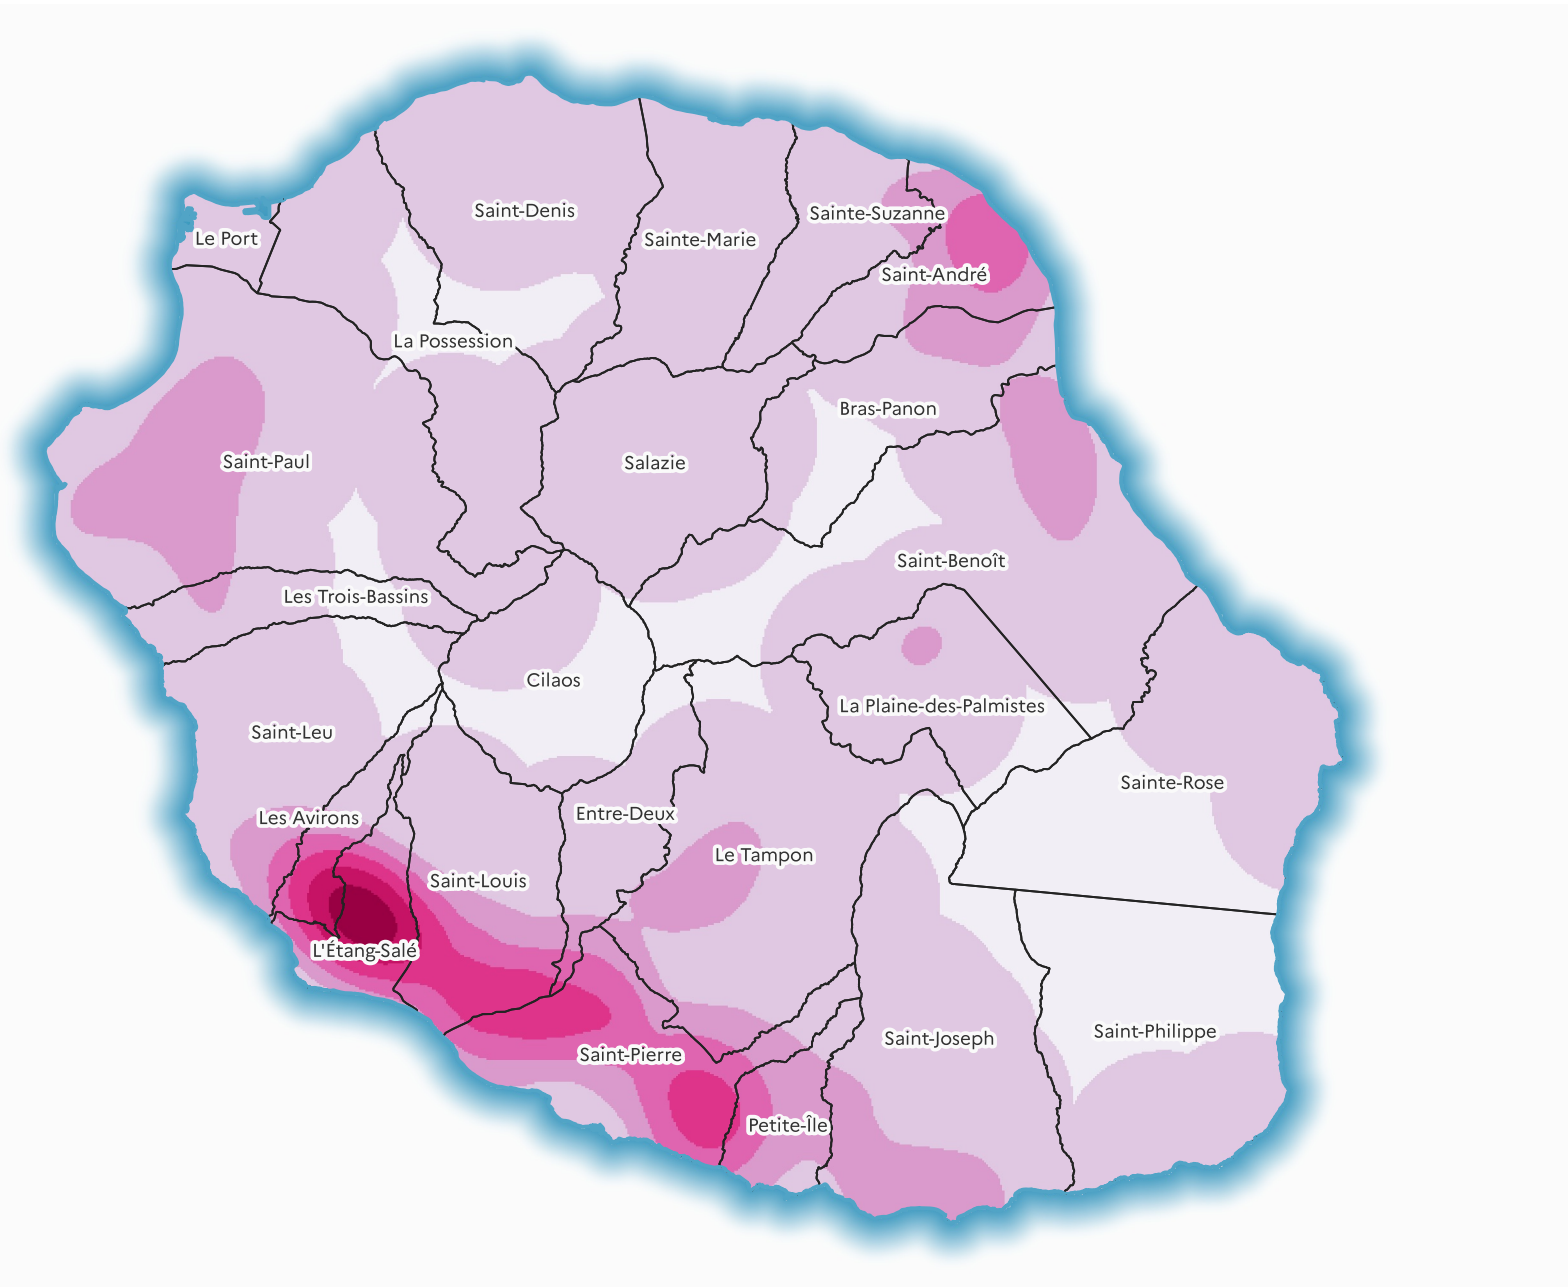 Saint-Denis
Sainte-Suzanne
Le Port
Sainte-Marie
Saint-André
La Possession
Bras-Panon
Saint-Paul
Salazie
Saint-Benoît
Les Trois-Bassins
Cilaos
La Plaine-des-Palmistes
Saint-Leu
Sainte-Rose
Les Avirons
Entre-Deux
Le Tampon
Saint-Louis
L'Étang-Salé
Saint-Philippe
Saint-Joseph
Saint-Pierre
Petite-Île